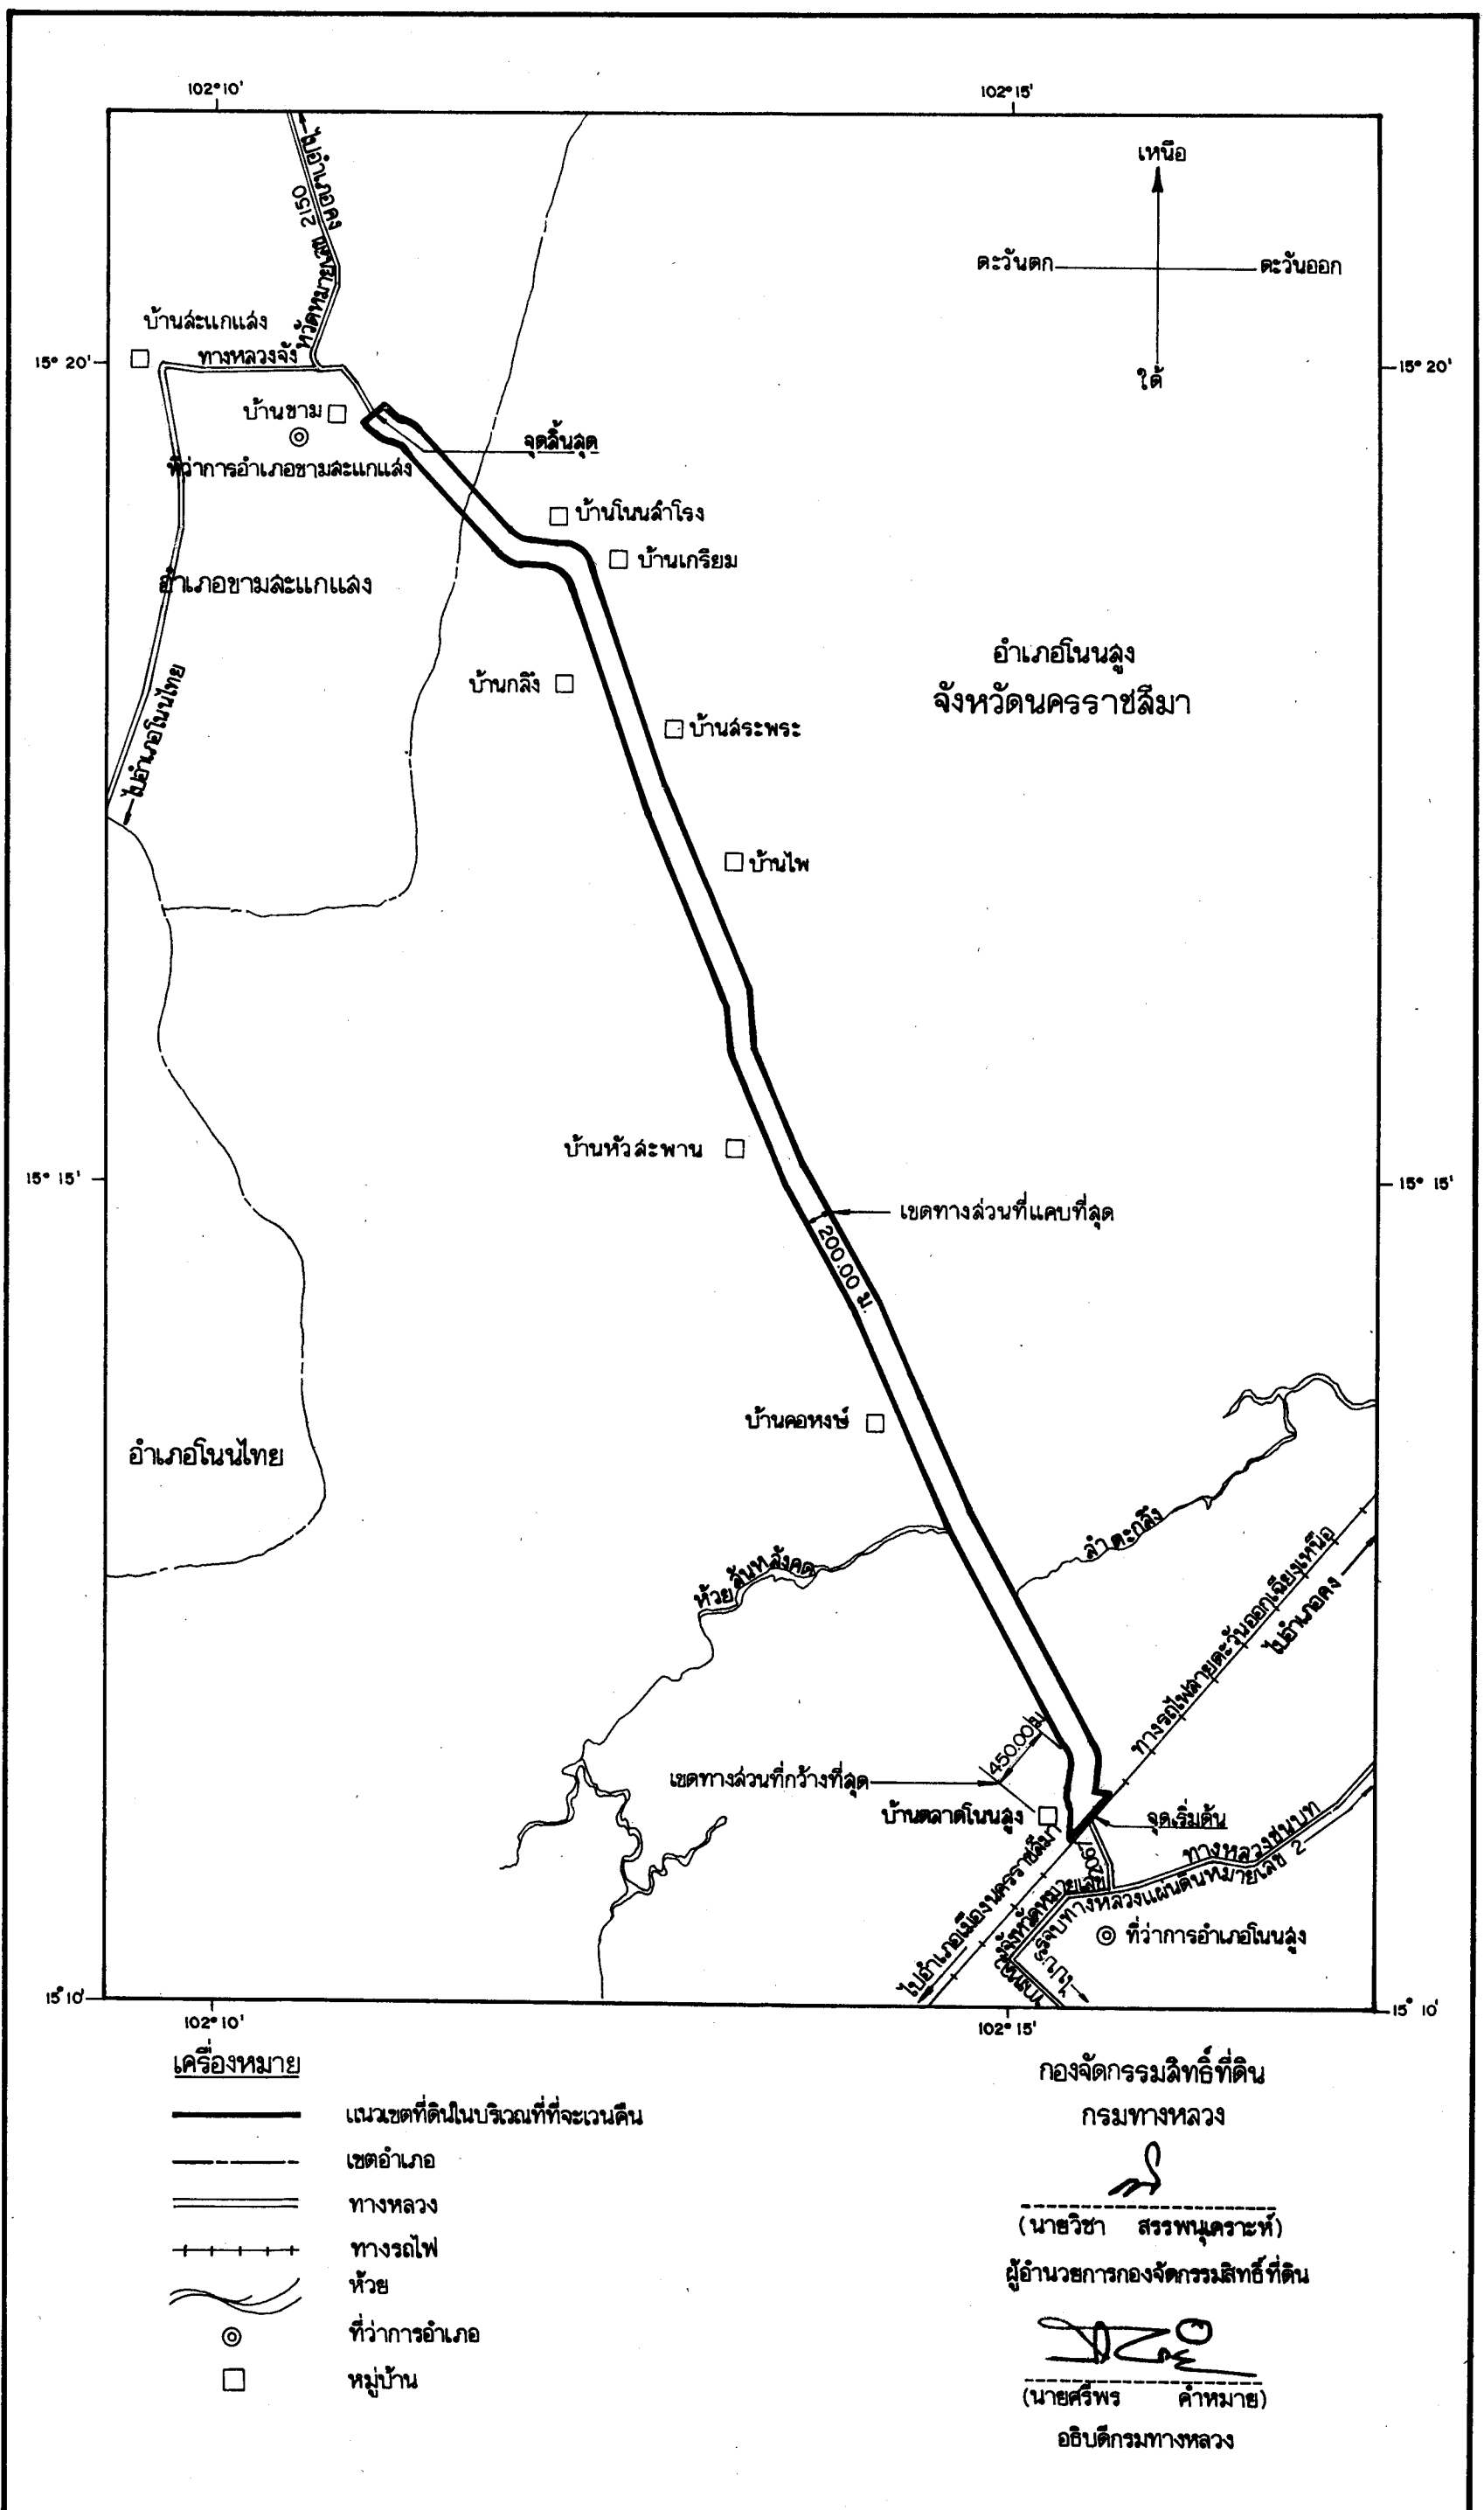 102°10'
102°15'
เหนือ
ตะวันตก
ตะวันออก
ใต้
ไปอำเภอคง
15° 20'
15° 20'
บ้านสะแกแสง
ทางหลวงจังหวัดหมายเลข 2150
บ้านขาม
จุดสิ้นสุด
ที่ว่าการอำเภอขามสะแกแสง
บ้านโนนสำโรง
บ้านเกรียม
อำเภอขามสะแกแสง
อำเภอโนนสูง
จังหวัดนครราชสีมา
บ้านกลึง
ไปอำเภอโนนไทย
บ้านสระพระ
บ้านไพ
บ้านหัวสะพาน
15° 15'
15° 15'
เขตทางส่วนที่แคบที่สุด
200.00 ม.
บ้านคอหงษ์
อำเภอโนนไทย
ลำตะกลึง
ห้วยสันหลังคด
ทางรถไฟสายตะวันออกเฉียงเหนือ
ไปอำเภอคง
450.00 ม.
เขตทางส่วนที่กว้างที่สุด
บ้านตลาดโนนสูง
จุดเริ่มต้น
ทางหลวงชนบท
ไปอำเภอเมืองนครราชสีมา
ทางหลวงจังหวัดหมายเลข
ไปบรรจบทางหลวงแผ่นดินหมายเลข 2
ที่ว่าการอำเภอโนนสูง
15°10'
15° 10'
102°10'
102°15'
เครื่องหมาย
แนวเขตที่ดินในบริเวณที่ที่จะเวนคืน
เขตอำเภอ
ทางหลวง
ทางรถไฟ
ห้วย
ที่ว่าการอำเภอ
หมู่บ้าน
กองจัดกรรมสิทธิ์ที่ดิน
กรมทางหลวง
(นายวิชา สรรพนุเคราะห์)
ผู้อำนวยการกองจัดกรรมสิทธิ์ที่ดิน
(นายศรีพร คำหมาย)
อธิบดีกรมทางหลวง